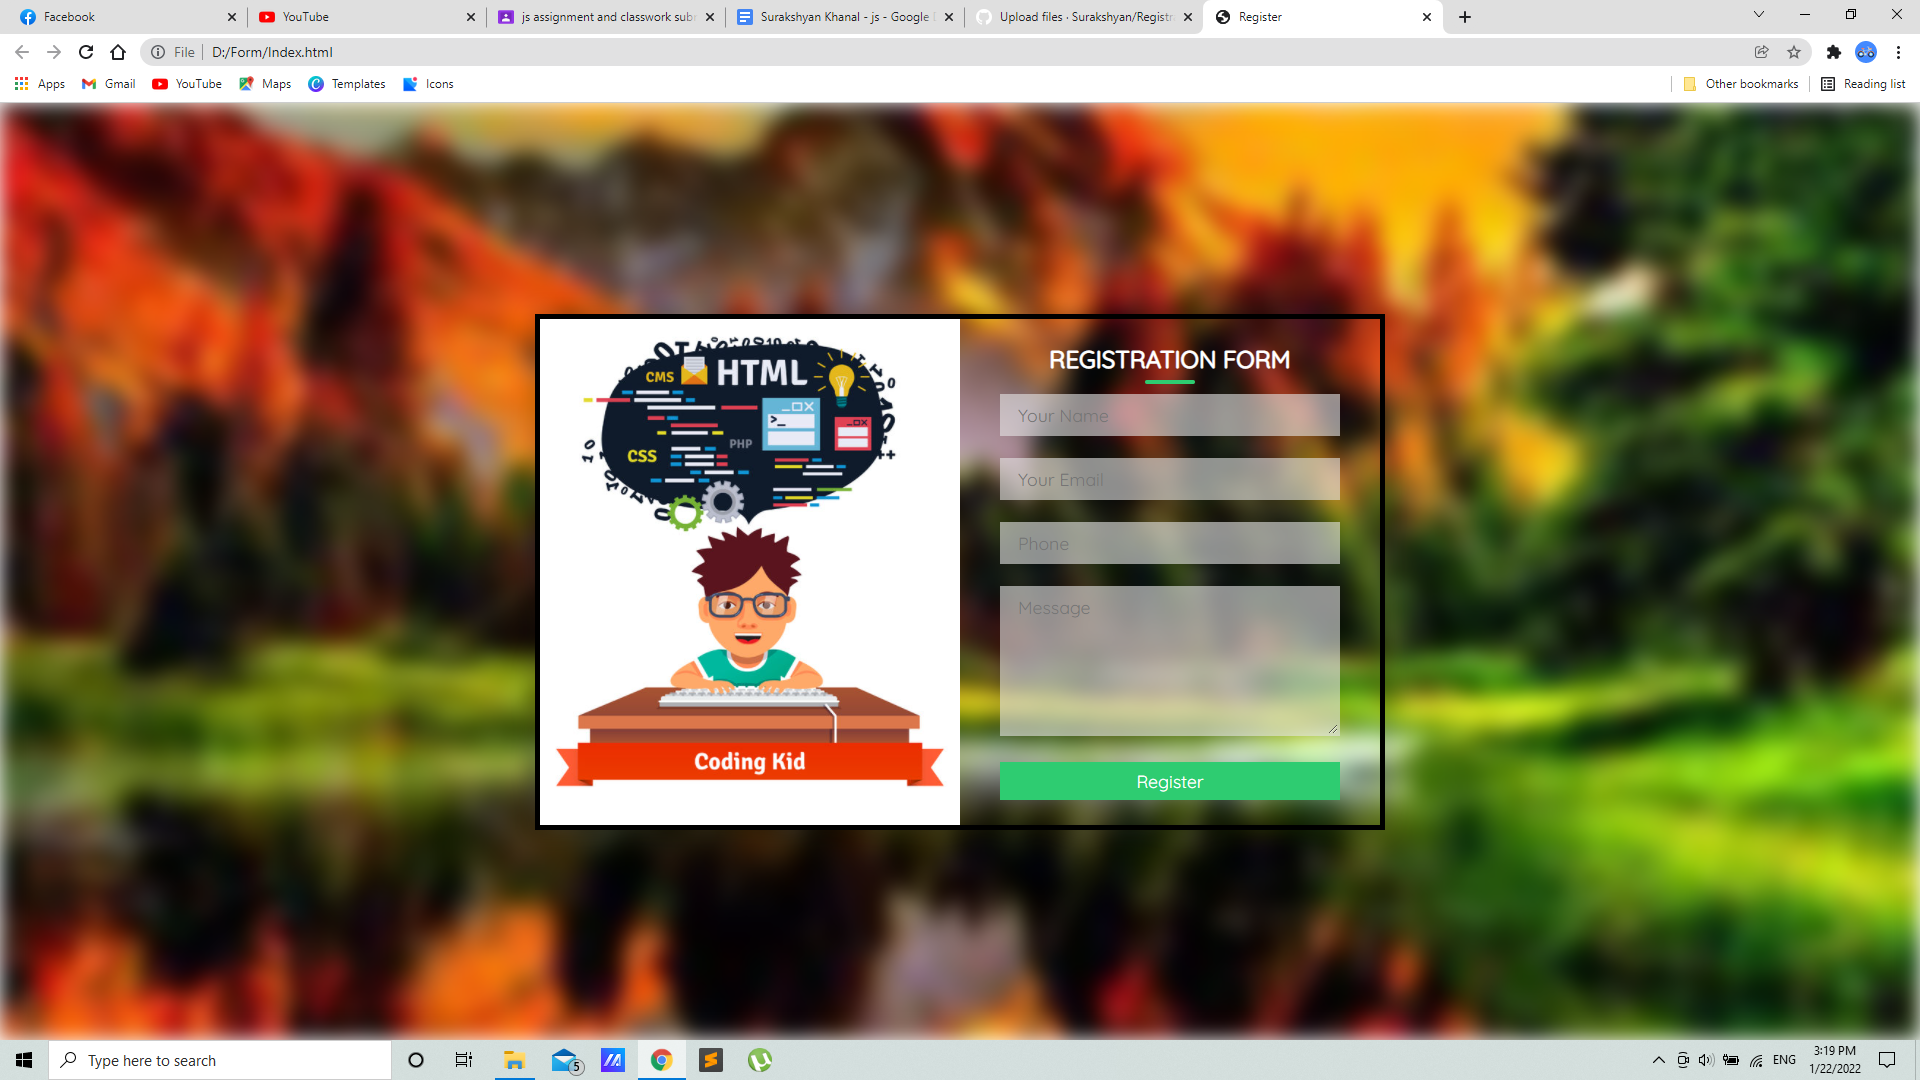 Facebook
YouTube
js assignment and classwork sub
Surakshyan Khanal - js - Google
Upload files · Surakshyan/Registr
Register
File
D:/Form/Index.html
Apps
Gmail
YouTube
Maps
Templates
Icons
Other bookmarks
Reading list
CMS
HTML
PHP
CSS
Coding Kid
REGISTRATION FORM
Your Name
Your Email
Phone
Message
Register
Type here to search
5
ENG
3:19 PM
1/22/2022